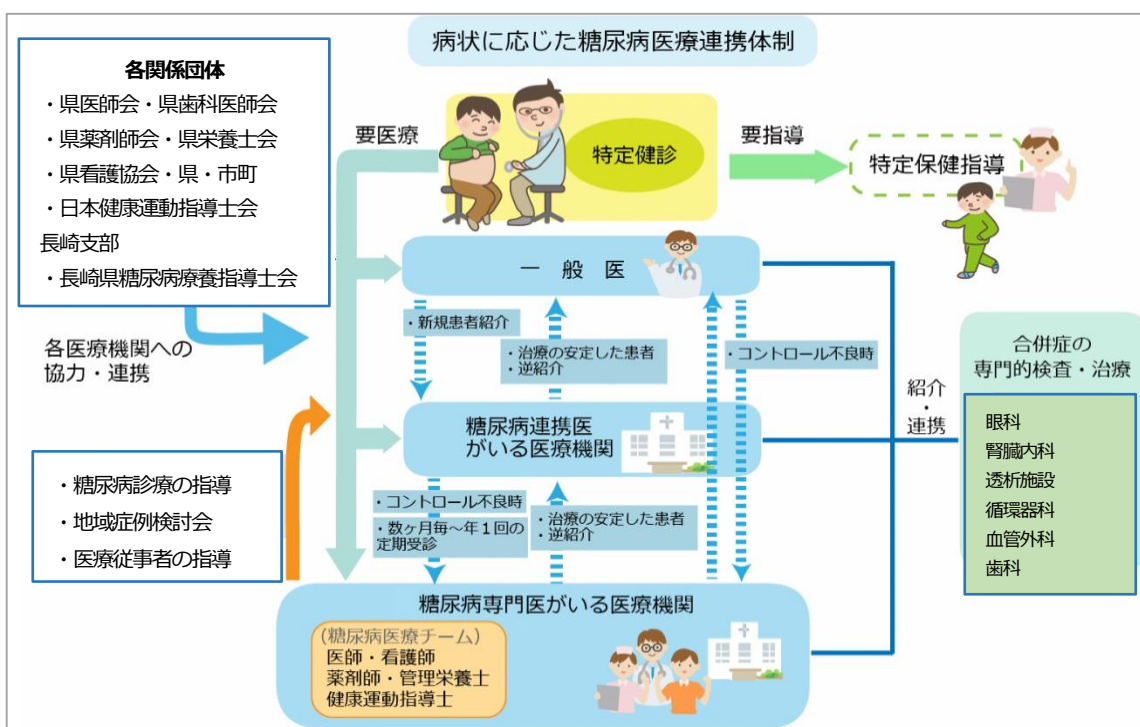 病状に応じた糖尿病医療連携体制
各関係団体
・県医師会・県歯科医師会
・県薬剤師会・県栄養士会
・県看護協会・県・市町
・日本健康運動指導士会
長崎支部
・長崎県糖尿病療養指導士会
要医療
特定健診
要指導
特定保健指導
一般医
・新規患者紹介
・治療の安定した患者
・逆紹介
・コントロール不良時
各医療機関への
協力・連携
糖尿病連携医
がいる医療機関
紹介
・
連携
合併症の
専門的検査・治療
眼科
腎臓内科
透析施設
循環器科
血管外科
歯科
・糖尿病診療の指導
・地域症例検討会
・医療従事者の指導
・コントロール不良時
・数ヶ月毎～年1回の
定期受診
・治療の安定した患者
・逆紹介
糖尿病専門医がいる医療機関
(糖尿病医療チーム)
医師・看護師
薬剤師・管理栄養士
健康運動指導士